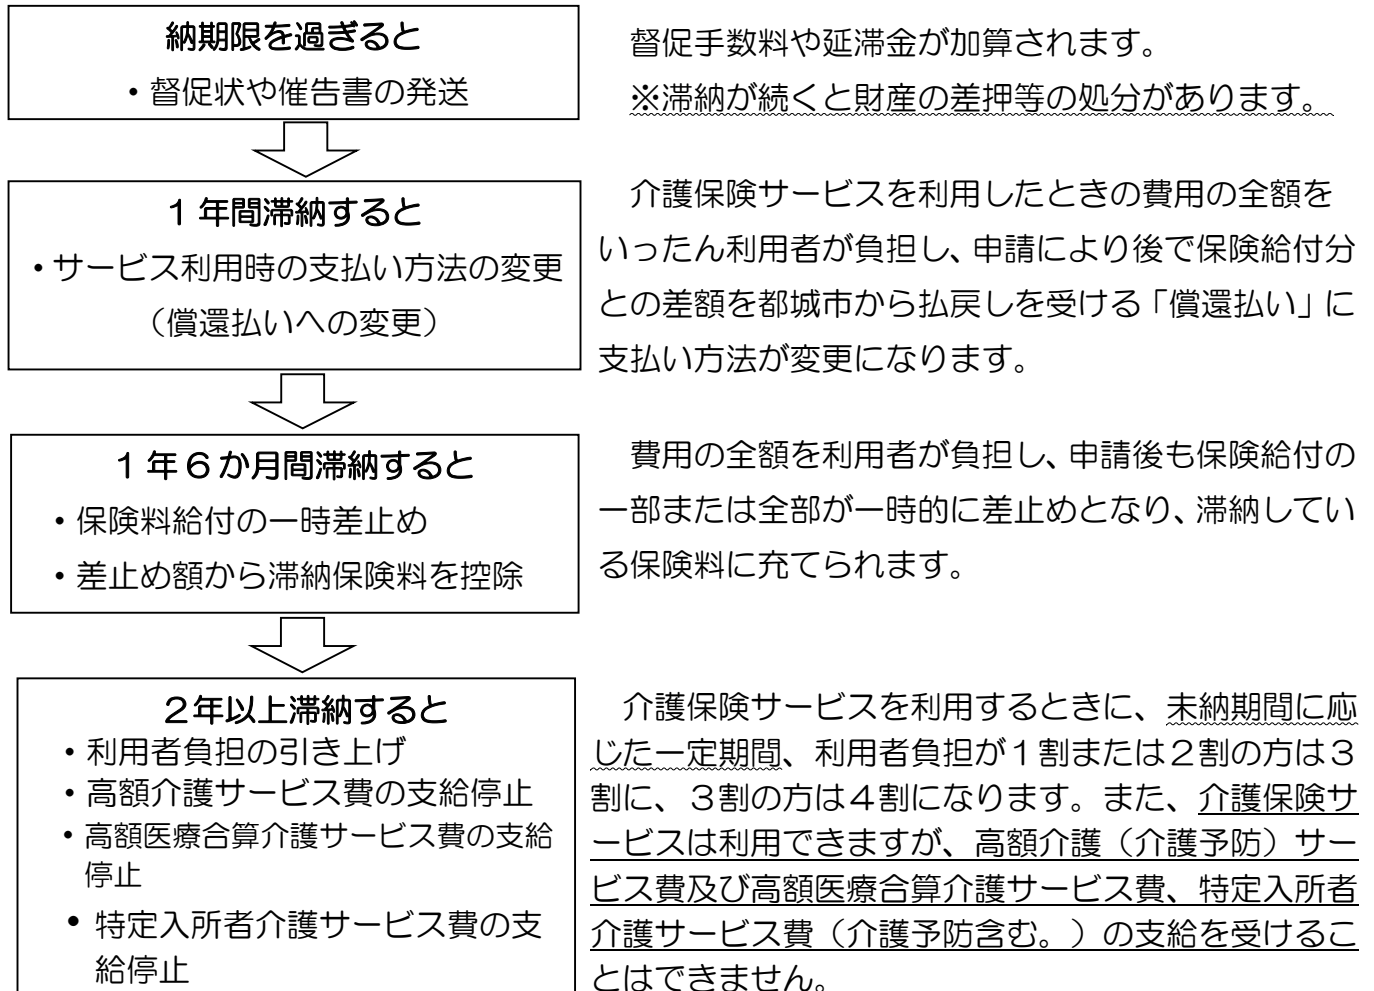 納期限を過ぎると
・督促状や催告書の発送
督促手数料や延滞金が加算されます。
※滞納が続くと財産の差押等の処分があります。
1年間滞納すると
・サービス利用時の支払い方法の変更
（償還払いへの変更）
介護保険サービスを利用したときの費用の全額を
いったん利用者が負担し、申請により後で保険給付分
との差額を都城市から払戻しを受ける「償還払い」に
支払い方法が変更になります。
1年6か月間滞納すると
・保険料給付の一時差止め
・差止め額から滞納保険料を控除
費用の全額を利用者が負担し、申請後も保険給付の
一部または全部が一時的に差止めとなり、滞納してい
る保険料に充てられます。
２年以上滞納すると
・利用者負担の引き上げ
・高額介護サービス費の支給停止
・高額医療合算介護サービス費の支給
停止
・特定入所者介護サービス費の支
給停止
介護保険サービスを利用するときに、未納期間に応
じた一定期間、利用者負担が１割または２割の方は３
割に、３割の方は４割になります。また、介護保険サ
ービスは利用できますが、高額介護（介護予防）サー
ビス費及び高額医療合算介護サービス費、特定入所者
介護サービス費（介護予防含む。）の支給を受けるこ
とはできません。